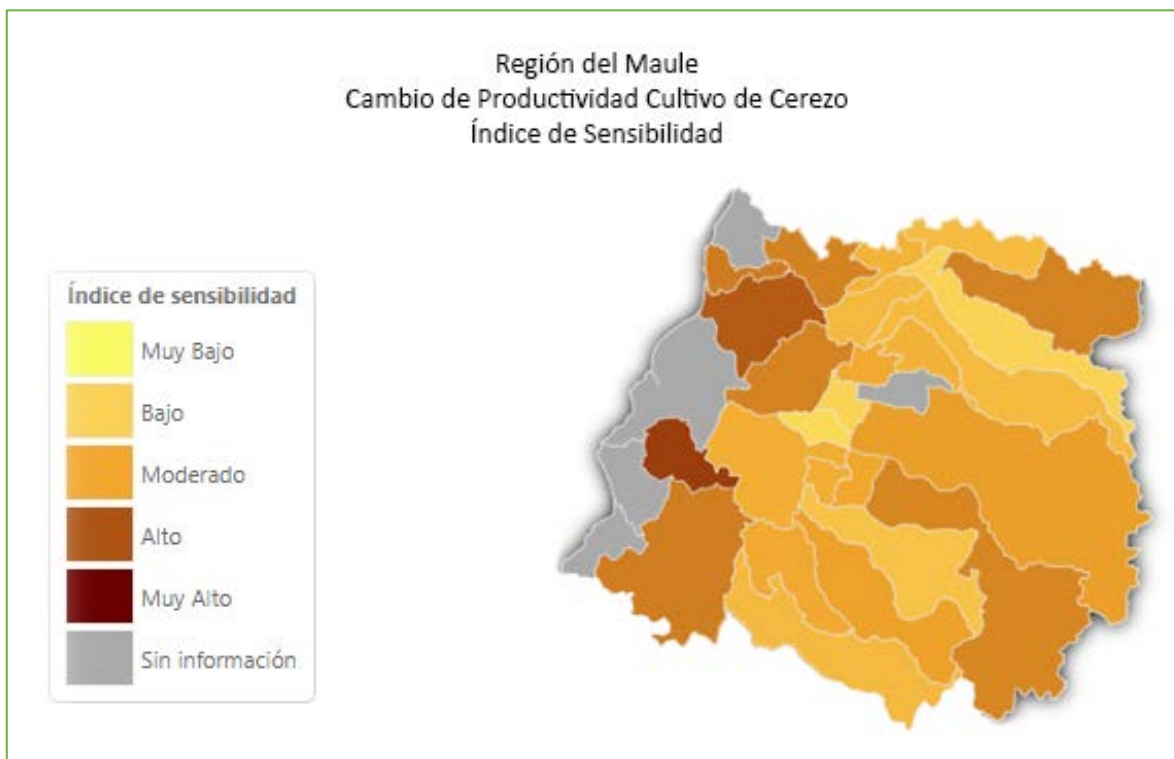 Región del Maule
Cambio de Productividad Cultivo de Cerezo
Índice de Sensibilidad
Índice de sensibilidad
Muy Bajo
Bajo
Moderado
Alto
Muy Alto
Sin información